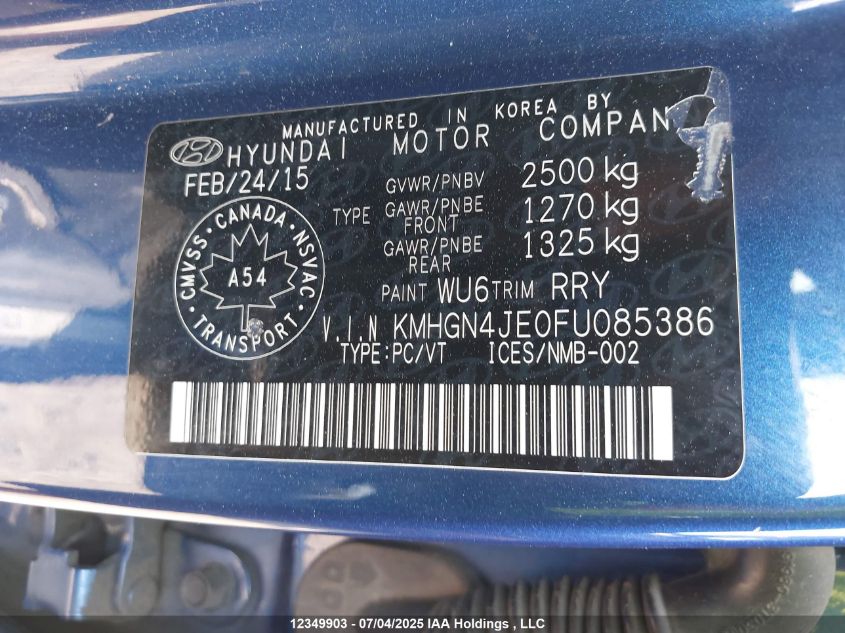 MANUFACTURED IN KOREA BY
HYUNDAI MOTOR COMPAN
FEB/24/15
GVWR/PNBV 2500 kg
TYPE GAWR/PNBE FRONT 1270 kg
GAWR/PNBE REAR 1325 kg
CMVSS · CANADA · NSVAC
A54
TRANSPORT
PAINT WU6 TRIM RRY
V.I.N KMHGN4JE0FU085386
TYPE:PC/VT ICES/NMB-002
12349903 - 07/04/2025 IAA Holdings , LLC